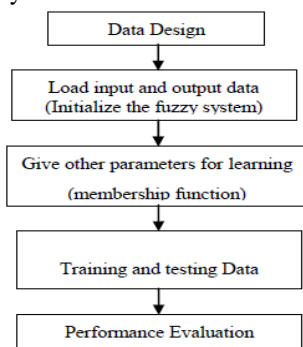 Data Design
Load input and output data
(Initialize the fuzzy system)
Give other parameters for learning
(membership function)
Training and testing Data
Performance Evaluation